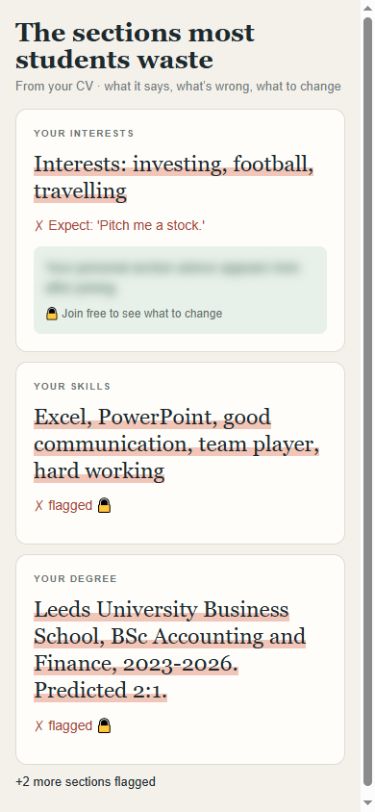 The sections most
students waste
From your CV · what it says, what's wrong, what to change
YOUR INTERESTS
Interests: investing, football,
travelling
✗ Expect: 'Pitch me a stock.'
🔒 Join free to see what to change
YOUR SKILLS
Excel, PowerPoint, good
communication, team player,
hard working
✗ flagged 🔒
YOUR DEGREE
Leeds University Business
School, BSc Accounting and
Finance, 2023-2026.
Predicted 2:1.
✗ flagged 🔒
+2 more sections flagged